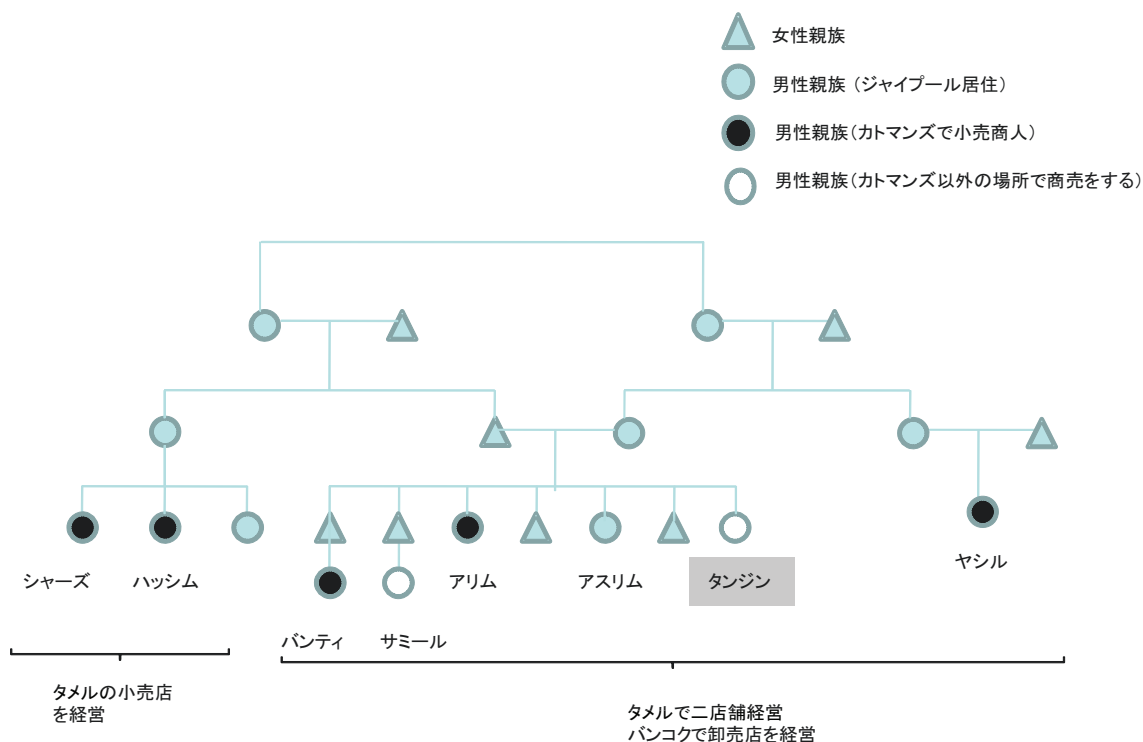 女性親族
男性親族（ジャイプール居住）
男性親族（カトマンズで小売商人）
男性親族（カトマンズ以外の場所で商売をする）
シャーズ
ハッシム
アリム
アスリム
タンジン
ヤシル
バンティ
サミール
タメルの小売店
を経営
タメルで二店舗経営
バンコクで卸売店を経営